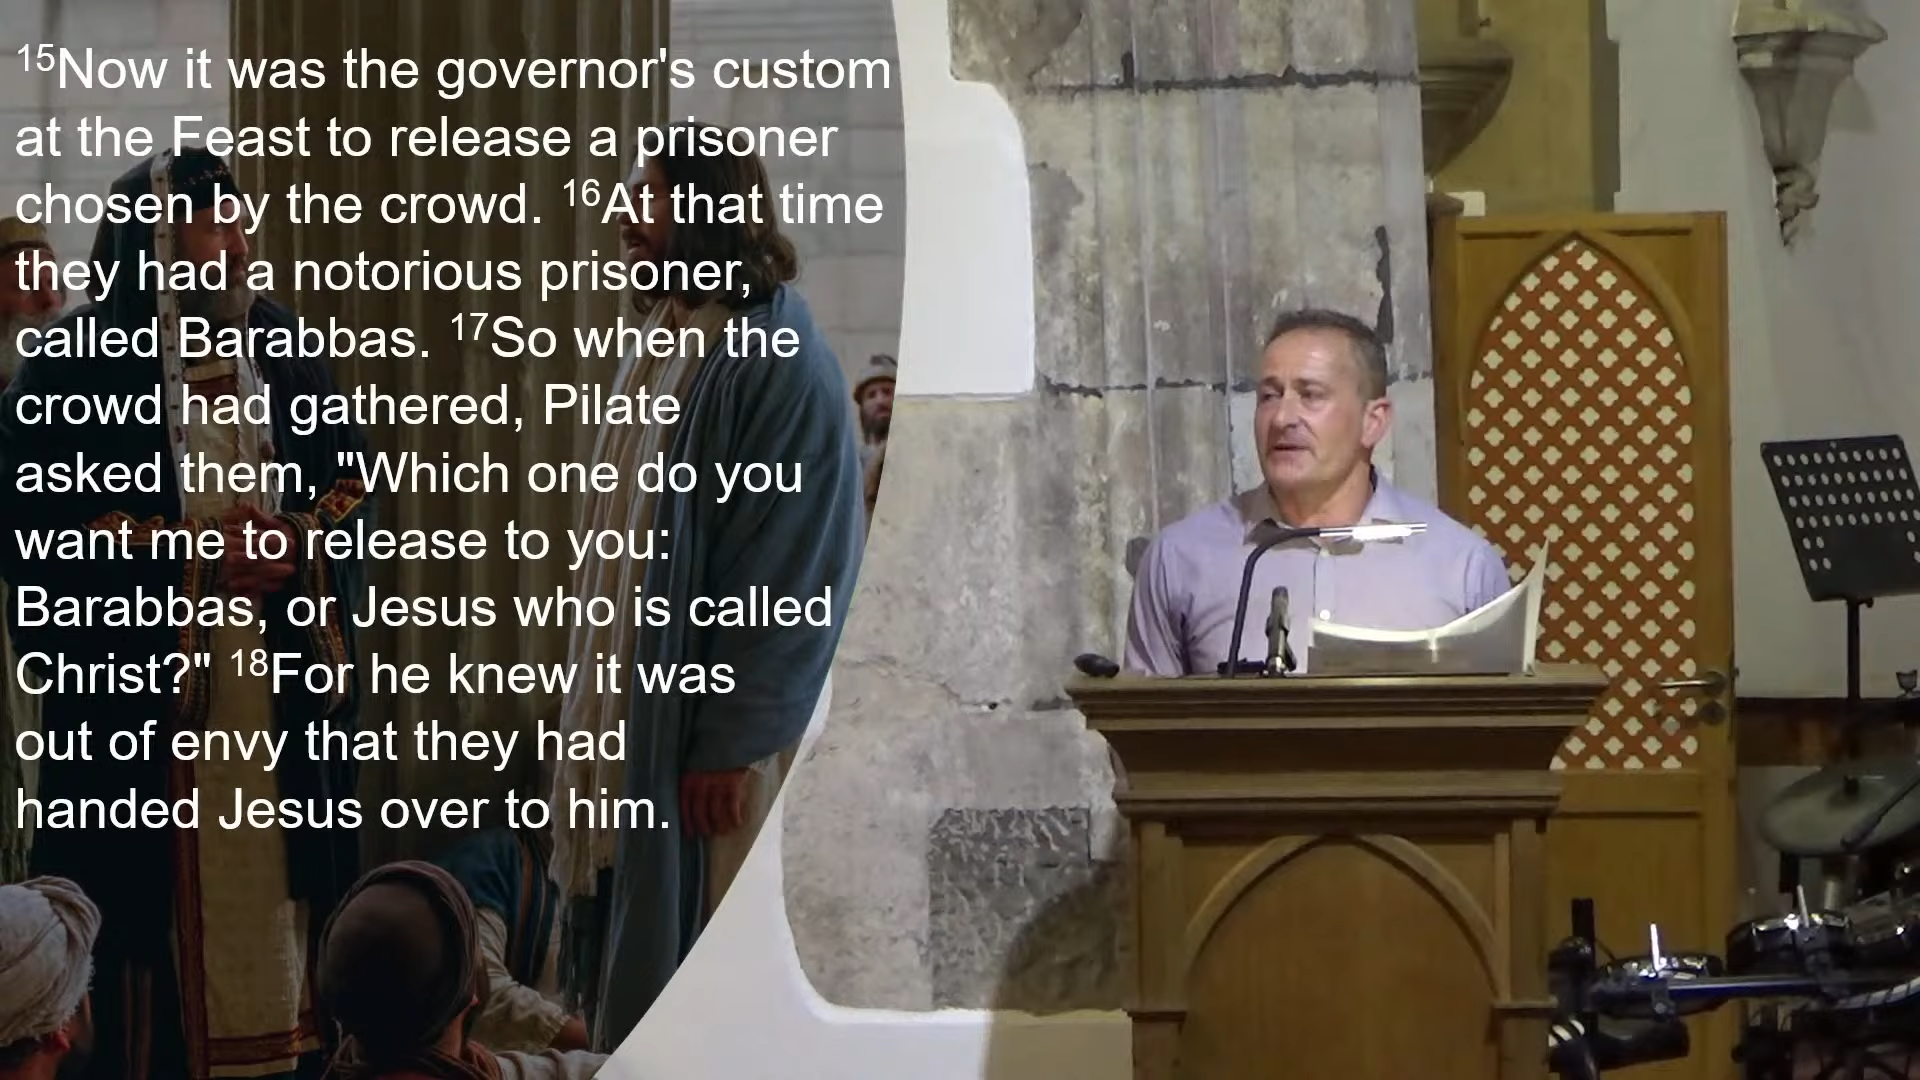 15Now it was the governor's custom
at the Feast to release a prisoner
chosen by the crowd. 16At that time
they had a notorious prisoner,
called Barabbas. 17So when the
crowd had gathered, Pilate
asked them, "Which one do you
want me to release to you:
Barabbas, or Jesus who is called
Christ?" 18For he knew it was
out of envy that they had
handed Jesus over to him.